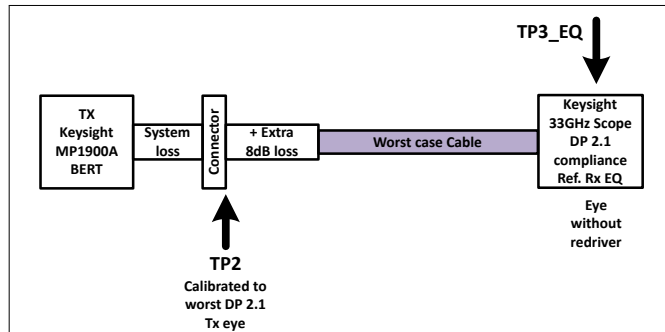 TP3_EQ
TX
Keysight
MP1900A
BERT
System
loss
Connector
+ Extra
8dB loss
Worst case Cable
Keysight
33GHz Scope
DP 2.1
compliance
Ref. Rx EQ
Eye
without
redriver
TP2
Calibrated to
worst DP 2.1
Tx eye